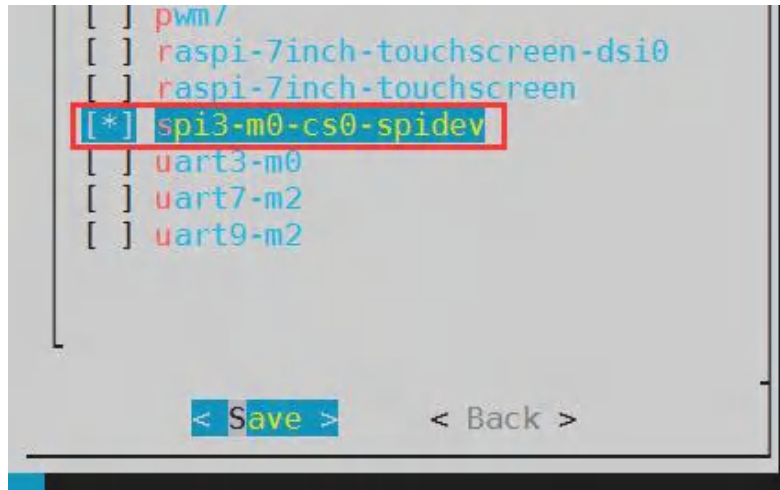 [ ] pwm7
[ ] raspi-7inch-touchscreen-dsi0
[ ] raspi-7inch-touchscreen
[*] spi3-m0-cs0-spidev
[ ] uart3-m0
[ ] uart7-m2
[ ] uart9-m2
< Save > < Back >